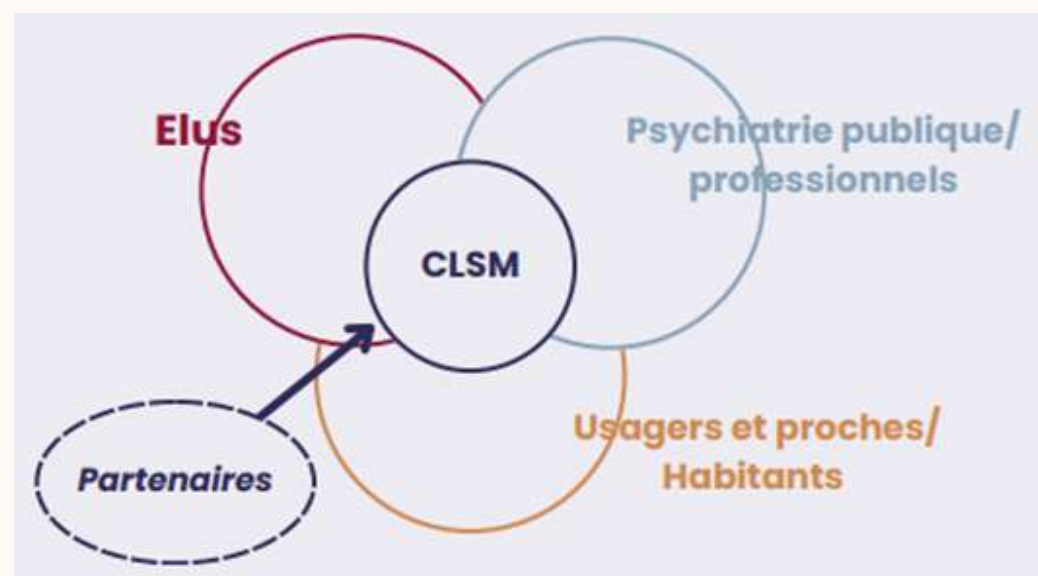 Elus
Psychiatrie publique/
professionnels
CLSM
Usagers et proches/
Habitants
Partenaires